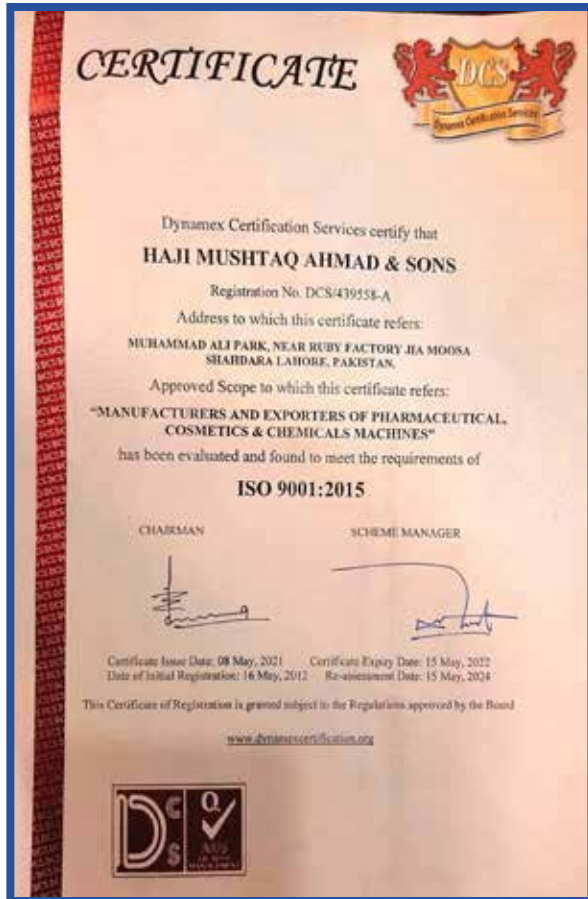 CERTIFICATE
DCS
Dynamex Certification Services
Dynamex Certification Services certify that
HAJI MUSHTAQ AHMAD & SONS
Registration No. DCS/439558-A
Address to which this certificate refers:
MUHAMMAD ALI PARK, NEAR RUBY FACTORY JIA MOOSA
SHAHDARA LAHORE, PAKISTAN,
Approved Scope to which this certificate refers:
"MANUFACTURERS AND EXPORTERS OF PHARMACEUTICAL,
COSMETICS & CHEMICALS MACHINES"
has been evaluated and found to meet the requirements of
ISO 9001:2015
CHAIRMAN SCHEME MANAGER
Certificate Issue Date: 08 May, 2021 Certificate Expiry Date: 15 May, 2022
Date of Initial Registration: 16 May, 2012 Re-assessment Date: 15 May, 2024
This Certificate of Registration is granted subject to the Regulations approved by the Board
www.dynamexcertification.org
DCS
Q